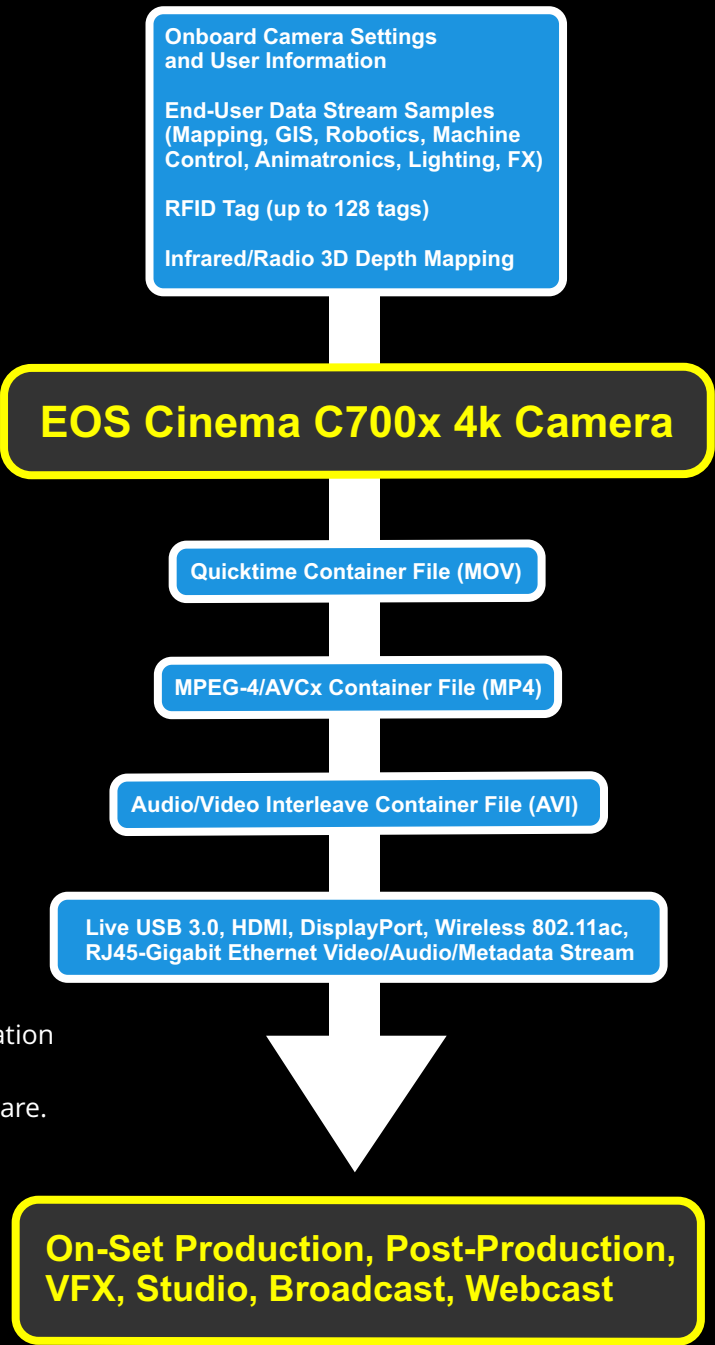 Onboard Camera Settings
and User Information
End-User Data Stream Samples
(Mapping, GIS, Robotics, Machine
Control, Animatronics, Lighting, FX)
RFID Tag (up to 128 tags)
Infrared/Radio 3D Depth Mapping
EOS Cinema C700x 4k Camera
Quicktime Container File (MOV)
MPEG-4/AVCx Container File (MP4)
Audio/Video Interleave Container File (AVI)
Live USB 3.0, HDMI, DisplayPort, Wireless 802.11ac,
RJ45-Gigabit Ethernet Video/Audio/Metadata Stream
ation
are.
On-Set Production, Post-Production,
VFX, Studio, Broadcast, Webcast